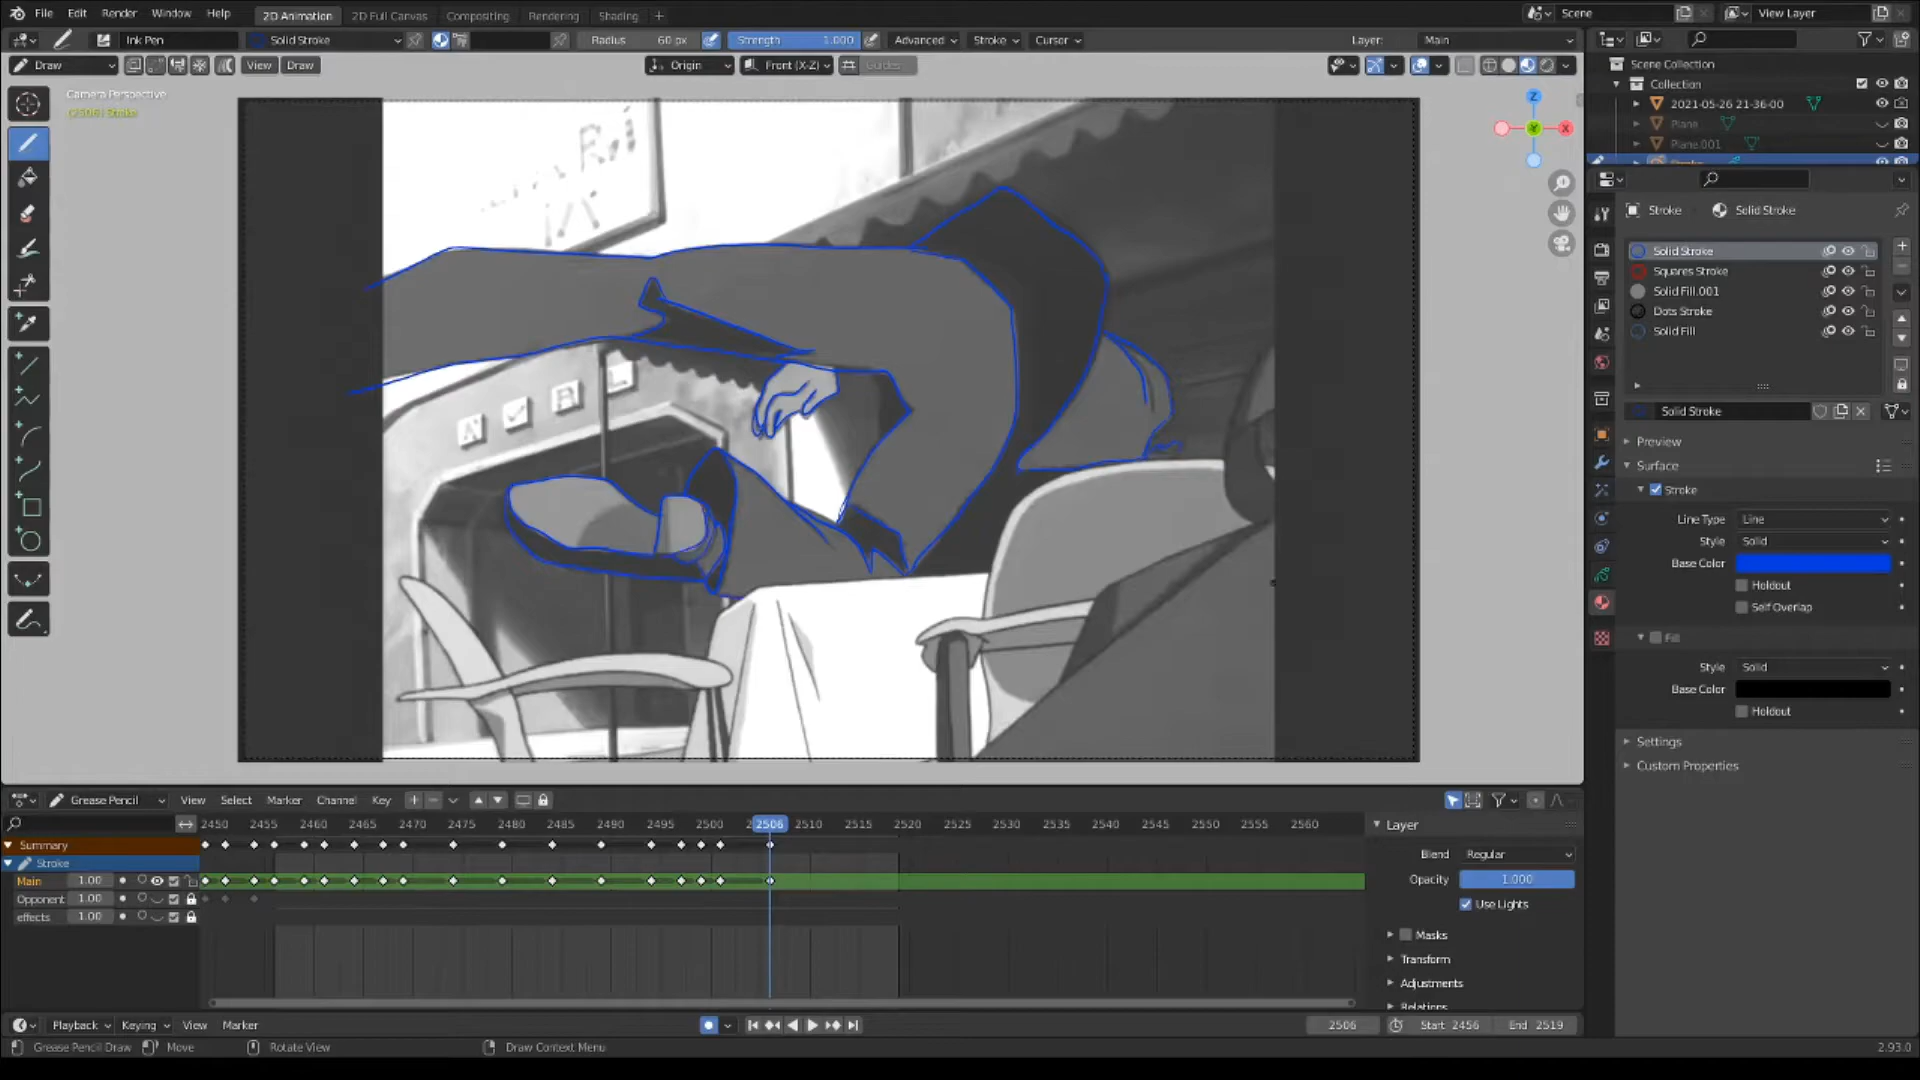 File Edit Render Window Help 2D Animation 2D Full Canvas Compositing Rendering Shading + Scene View Layer
Ink Pen Solid Stroke Radius 60 px Strength 1.000 Advanced Stroke Cursor Layer: Main
Draw View Draw Origin Front (X-Z) Guides
Camera Perspective
(2506) Stroke
Z
Y
X
N
A
L
Scene Collection
Collection
2021-05-26 21-36-00
Plane
Plane.001
Stroke
Stroke Solid Stroke
Solid Stroke
Squares Stroke
Solid Fill.001
Dots Stroke
Solid Fill
Solid Stroke
Preview
Surface
Stroke
Line Type Line
Style Solid
Base Color
Holdout
Self Overlap
Fill
Style Solid
Base Color
Holdout
Settings
Custom Properties
Grease Pencil View Select Marker Channel Key
2450 2455 2460 2465 2470 2475 2480 2485 2490 2495 2500 2506 2510 2515 2520 2525 2530 2535 2540 2545 2550 2555 2560
Summary
Stroke
Main 1.00
Opponent 1.00
effects 1.00
Layer
Blend Regular
Opacity 1.000
Use Lights
Masks
Transform
Adjustments
Relations
Playback Keying View Marker 2506 Start 2456 End 2519
Grease Pencil Draw Move Rotate View Draw Context Menu 2.93.0